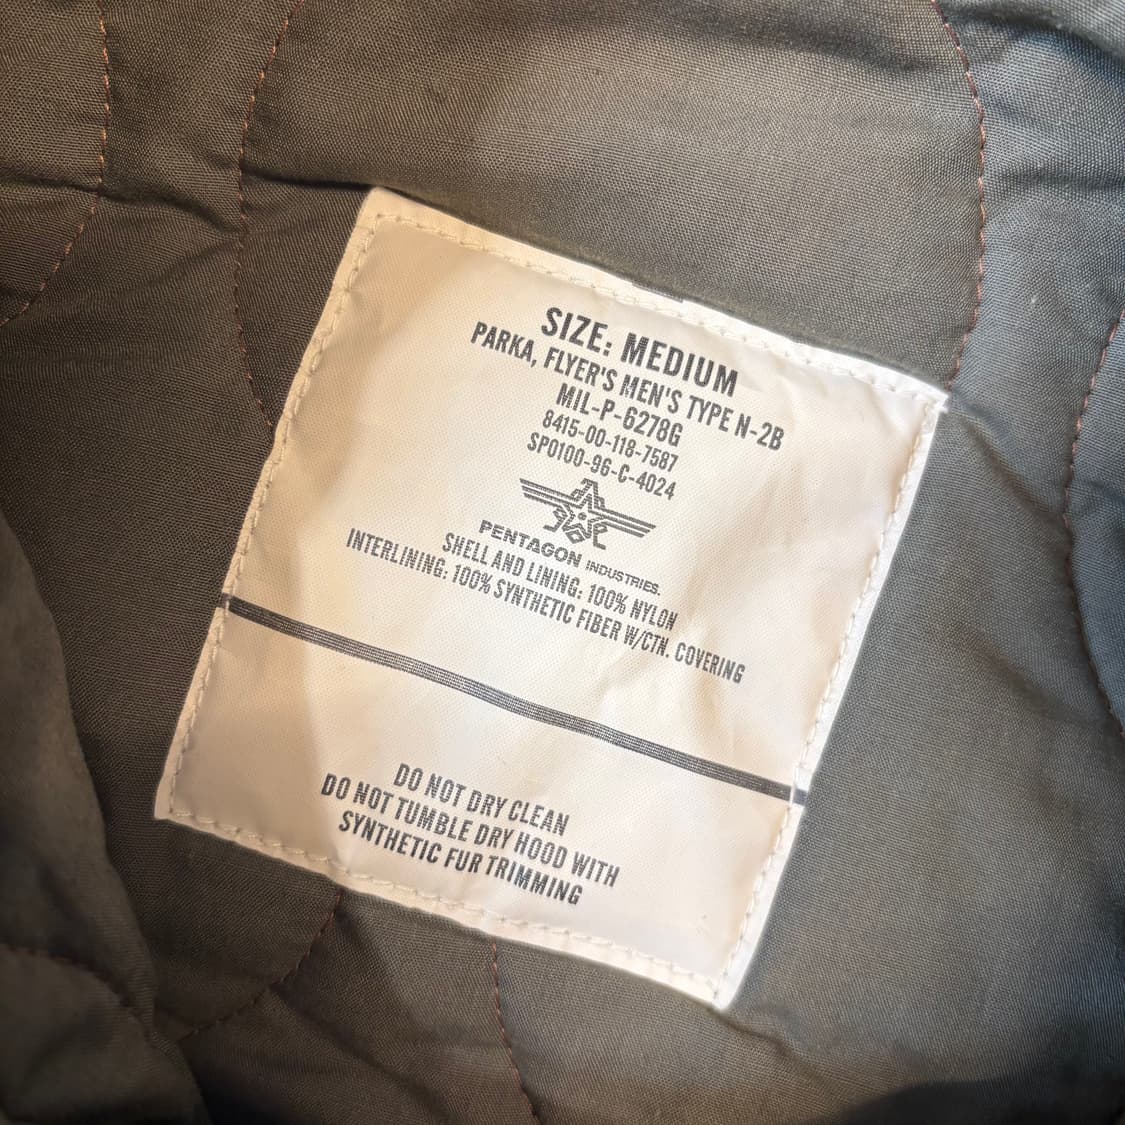 SIZE: MEDIUM
PARKA, FLYER'S MEN'S TYPE N-2B
MIL-P-6278G
8415-00-118-7587
SP0100-96-C-4024
PENTAGON INDUSTRIES.
SHELL AND LINING: 100% NYLON
INTERLINING: 100% SYNTHETIC FIBER W/CTN. COVERING
DO NOT DRY CLEAN
DO NOT TUMBLE DRY HOOD WITH
SYNTHETIC FUR TRIMMING